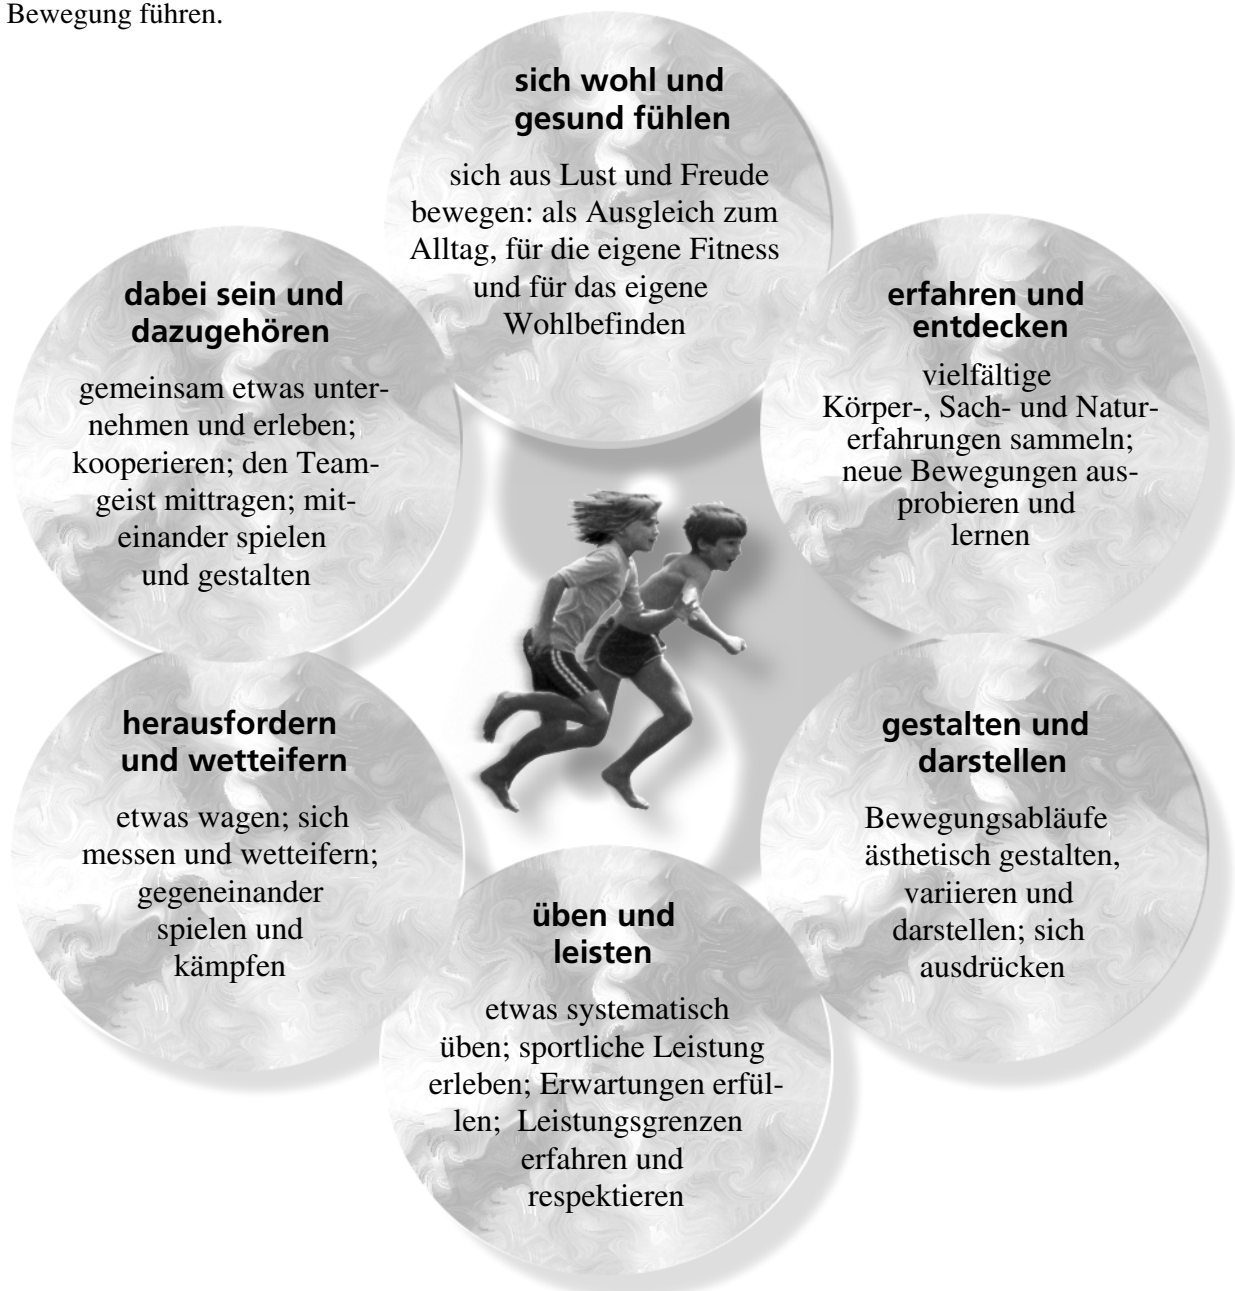 Bewegung führen.
sich wohl und
gesund fühlen
sich aus Lust und Freude
bewegen: als Ausgleich zum
Alltag, für die eigene Fitness
und für das eigene
Wohlbefinden
dabei sein und
dazugehören
gemeinsam etwas unter-
nehmen und erleben;
kooperieren; den Team-
geist mittragen; mit-
einander spielen
und gestalten
erfahren und
entdecken
vielfältige
Körper-, Sach- und Natur-
erfahrungen sammeln;
neue Bewegungen aus-
probieren und
lernen
herausfordern
und wetteifern
etwas wagen; sich
messen und wetteifern;
gegeneinander
spielen und
kämpfen
gestalten und
darstellen
Bewegungsabläufe
ästhetisch gestalten,
variieren und
darstellen; sich
ausdrücken
üben und
leisten
etwas systematisch
üben; sportliche Leistung
erleben; Erwartungen erfül-
len;  Leistungsgrenzen
erfahren und
respektieren